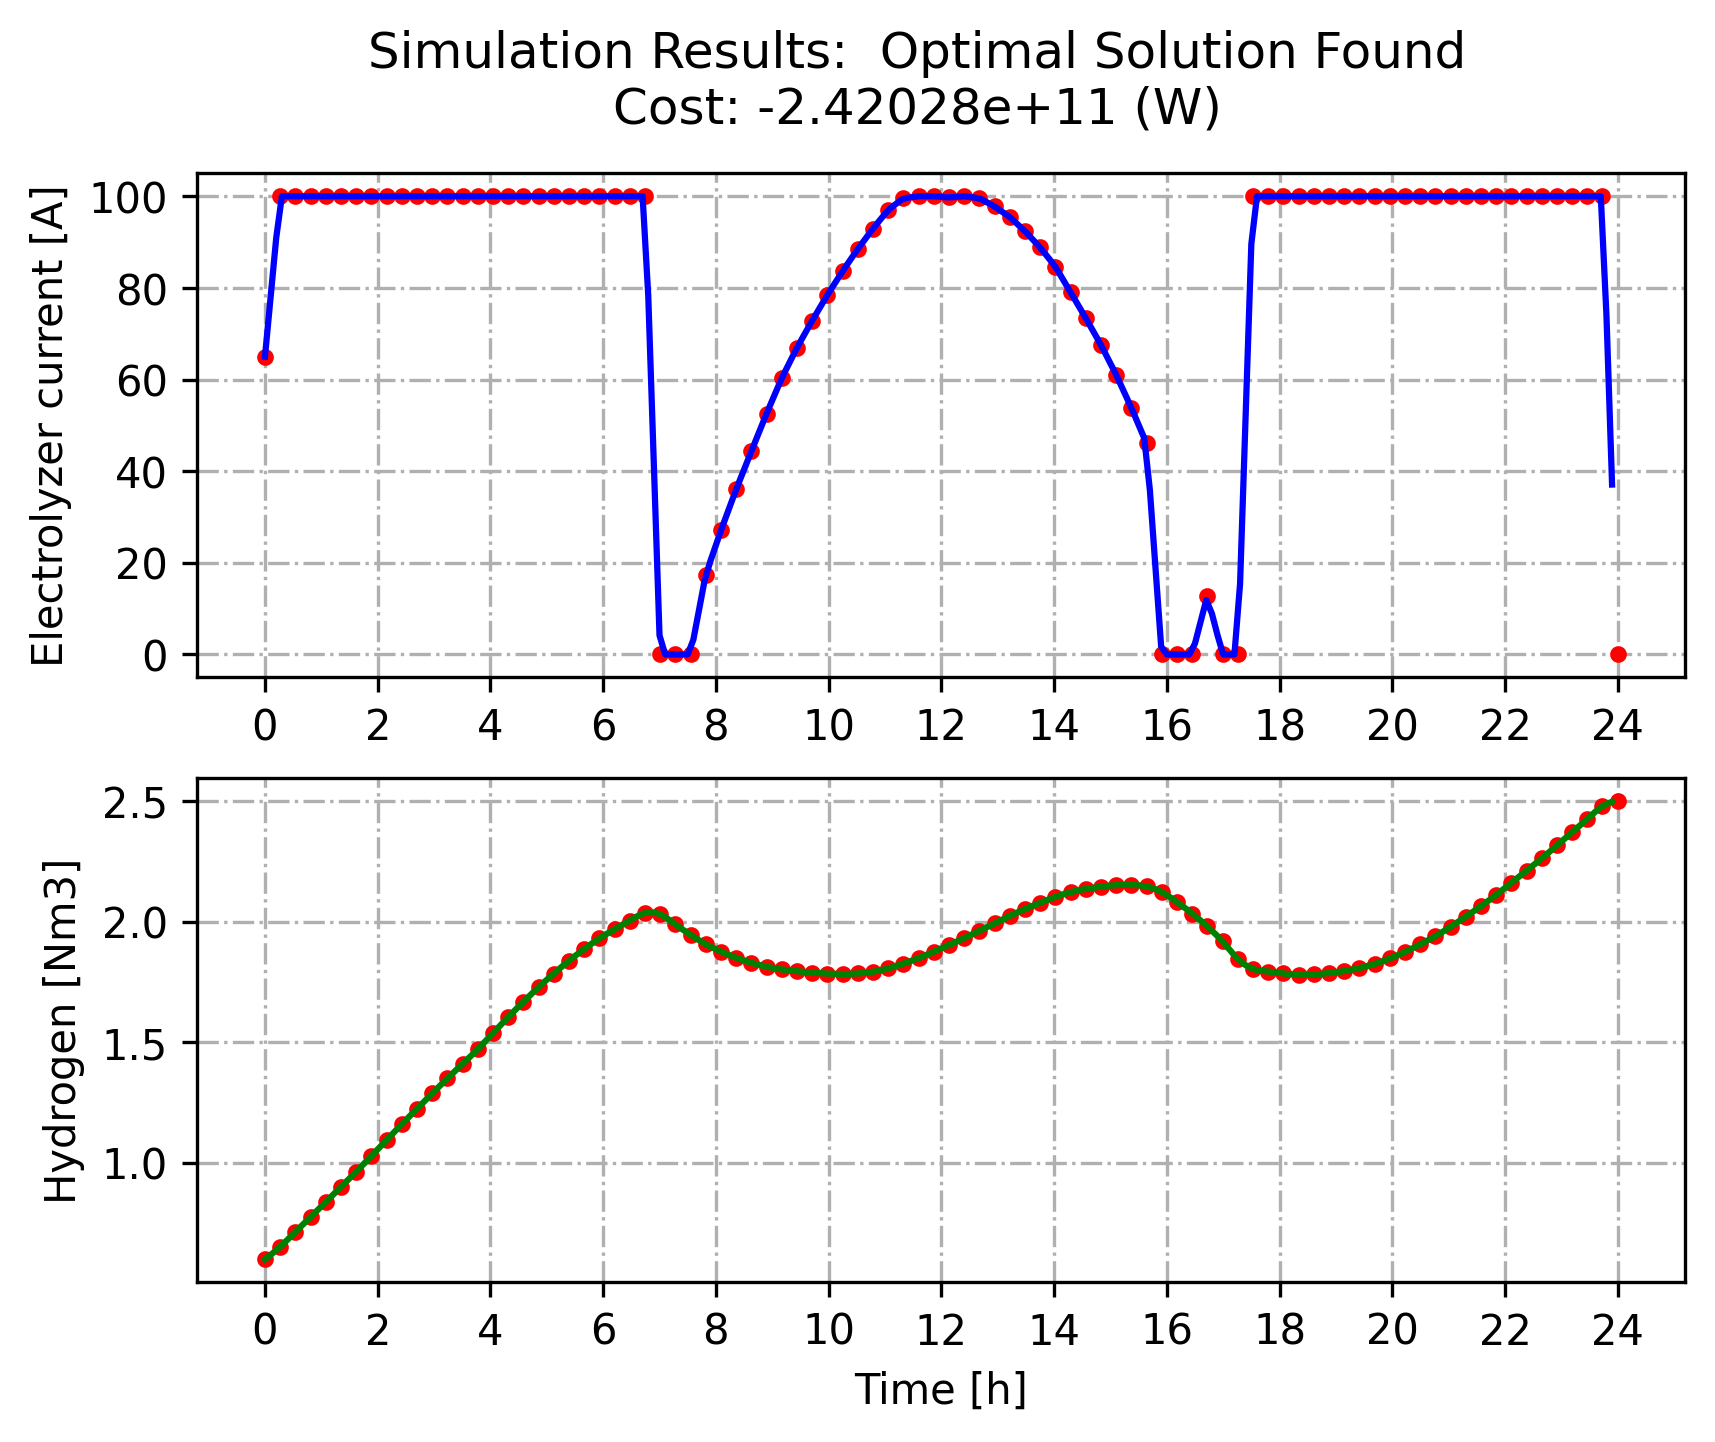 Simulation Results:  Optimal Solution Found
Cost: -2.42028e+11 (W)
Electrolyzer current [A]
100
80
60
40
20
0
0 2 4 6 8 10 12 14 16 18 20 22 24
Hydrogen [Nm3]
2.5
2.0
1.5
1.0
0 2 4 6 8 10 12 14 16 18 20 22 24
Time [h]